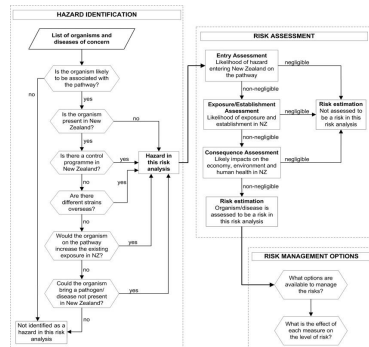 HAZARD IDENTIFICATION
List of organisms and
diseases of concern
Is the organism likely
to be associated with
the pathway?
no
yes
Is the organism
present in New
Zealand?
no
yes
Is there a control
programme in
New Zealand?
yes
Hazard in
this risk
analysis
no
Are there
different strains
overseas?
yes
no
Would the organism
on the pathway
increase the existing
exposure in NZ?
yes
no
Could the organism
bring a pathogen/
disease not present
in New Zealand?
yes
no
Not identified as a
hazard in this risk
analysis
RISK ASSESSMENT
Entry Assessment
Likelihood of hazard
entering New Zealand on
the pathway
negligible
non-negligible
Exposure/Establishment
Assessment
Likelihood of exposure and
establishment in NZ
negligible
Risk estimation
Not assessed to
be a risk in this
risk analysis
non-negligible
Consequence Assessment
Likely impacts on the
economy, environment and
human health in NZ
negligible
non-negligible
Risk estimation
Organism/disease is
assessed to be a risk in
this risk analysis
RISK MANAGEMENT OPTIONS
What options are
available to manage
the risks?
What is the effect of
each measure on
the level of risk?